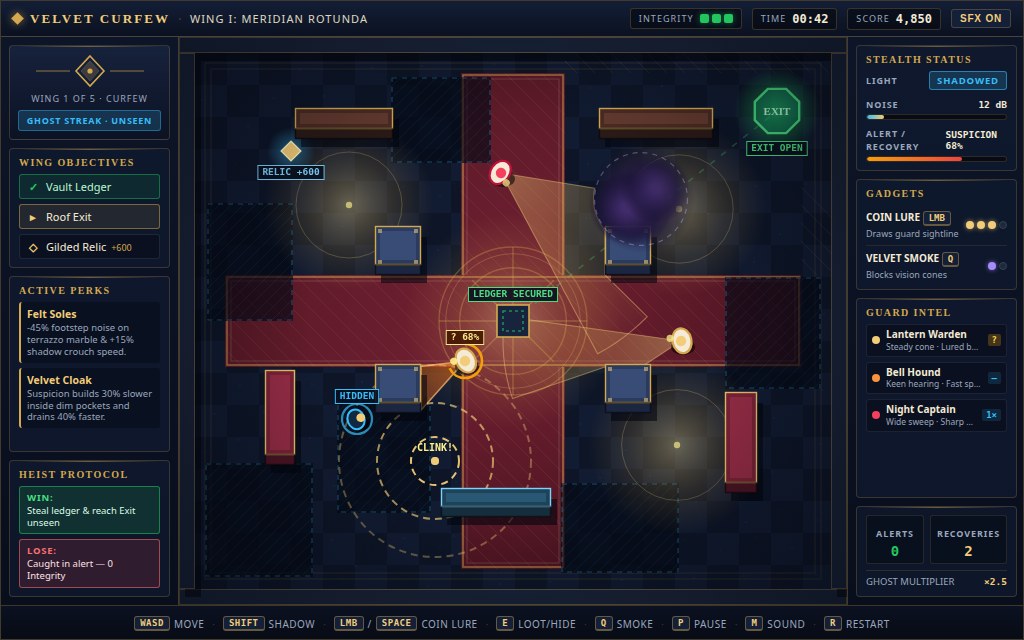 VELVET CURFEW · WING I: MERIDIAN ROTUNDA
INTEGRITY
TIME 00:42
SCORE 4,850
SFX ON
WING 1 OF 5 · CURFEW
GHOST STREAK · UNSEEN
WING OBJECTIVES
✓ Vault Ledger
▸ Roof Exit
◇ Gilded Relic +600
ACTIVE PERKS
Felt Soles
-45% footstep noise on
terrazzo marble & +15%
shadow crouch speed.
Velvet Cloak
Suspicion builds 30% slower
inside dim pockets and
drains 40% faster.
HEIST PROTOCOL
WIN:
Steal ledger & reach Exit
unseen
LOSE:
Caught in alert — 0
Integrity
RELIC +600
EXIT
EXIT OPEN
LEDGER SECURED
? 68%
HIDDEN
CLINK!
STEALTH STATUS
LIGHT SHADOWED
NOISE 12 dB
ALERT /
RECOVERY
SUSPICION
68%
GADGETS
COIN LURE LMB
Draws guard sightline
VELVET SMOKE Q
Blocks vision cones
GUARD INTEL
Lantern Warden
Steady cone · Lured b...
?
Bell Hound
Keen hearing · Fast sp...
—
Night Captain
Wide sweep · Sharp ...
1×
ALERTS
0
RECOVERIES
2
GHOST MULTIPLIER ×2.5
WASD MOVE · SHIFT SHADOW · LMB / SPACE COIN LURE · E LOOT/HIDE · Q SMOKE · P PAUSE · M SOUND · R RESTART